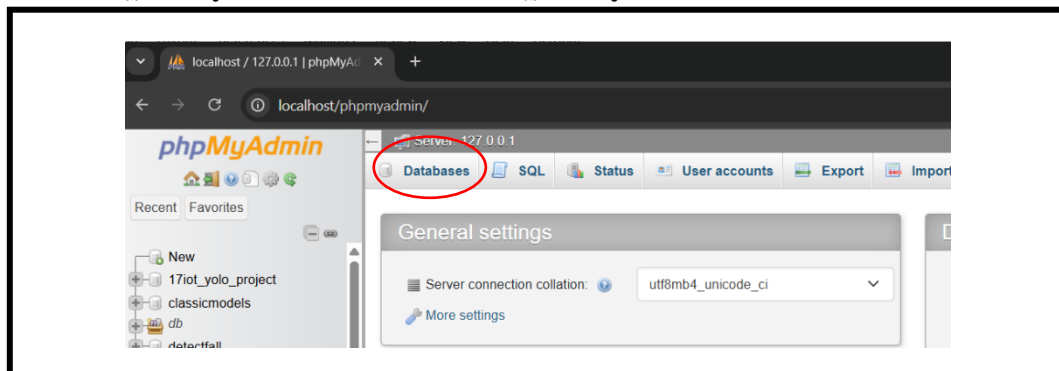 localhost / 127.0.0.1 | phpMyAd
localhost/phpmyadmin/
phpMyAdmin
Recent Favorites
New
17iot_yolo_project
classicmodels
db
detectfall
Server: 127.0.0.1
Databases SQL Status User accounts Export Import
General settings
Server connection collation: utf8mb4_unicode_ci
More settings